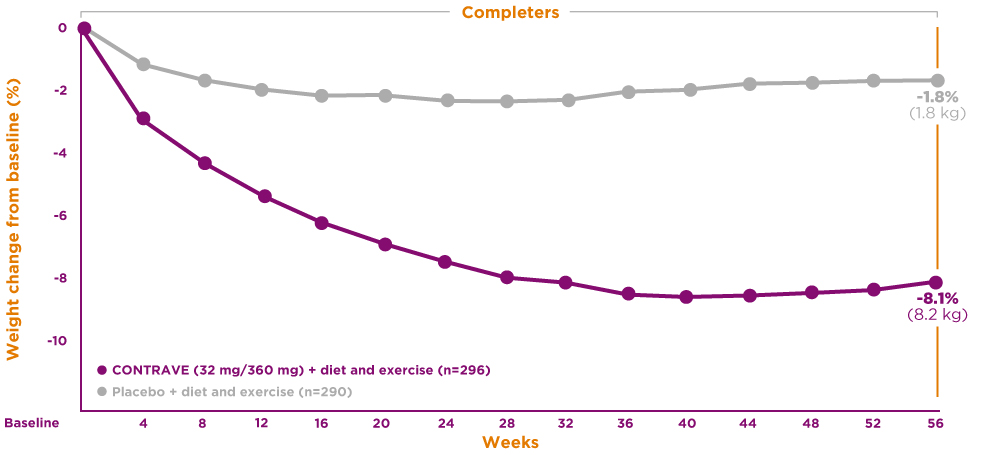 Completers
Weight change from baseline (%)
0
-2
-4
-6
-8
-10
-1.8%
(1.8 kg)
-8.1%
(8.2 kg)
CONTRAVE (32 mg/360 mg) + diet and exercise (n=296)
Placebo + diet and exercise (n=290)
Baseline 4 8 12 16 20 24 28 32 36 40 44 48 52 56
Weeks